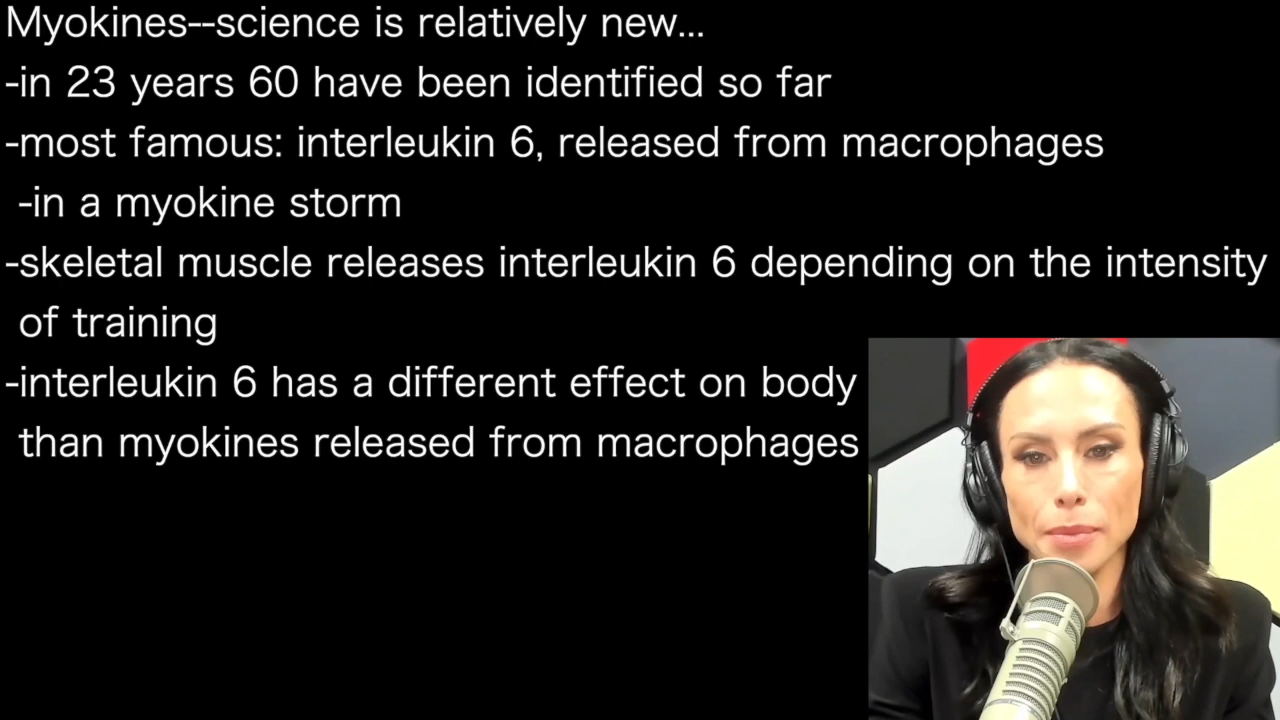 Myokines--science is relatively new...
-in 23 years 60 have been identified so far
-most famous: interleukin 6, released from macrophages
-in a myokine storm
-skeletal muscle releases interleukin 6 depending on the intensity
of training
-interleukin 6 has a different effect on body
than myokines released from macrophages